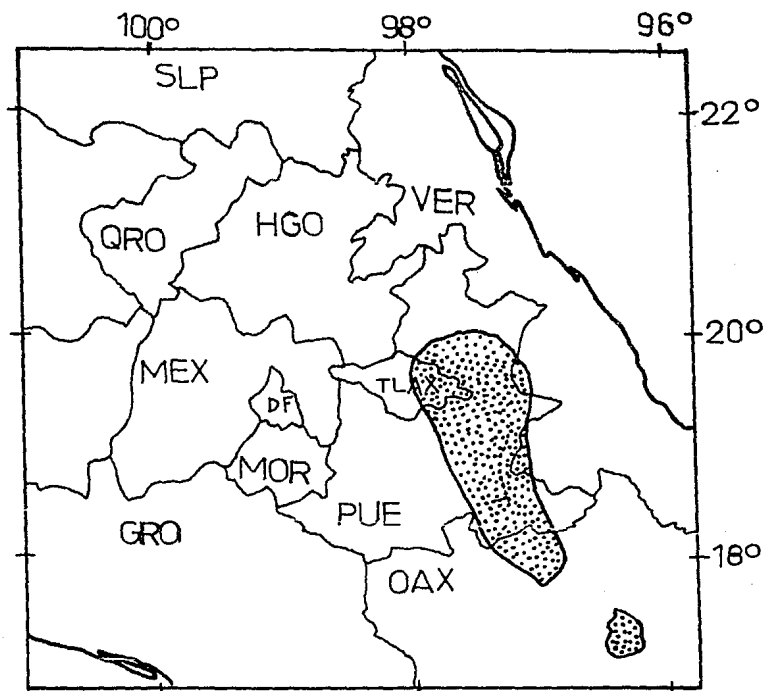 100° 98° 96°
SLP
22°
VER
HGO
QRO
20°
MEX
TLAX
DF
MOR
PUE
GRO
18°
OAX